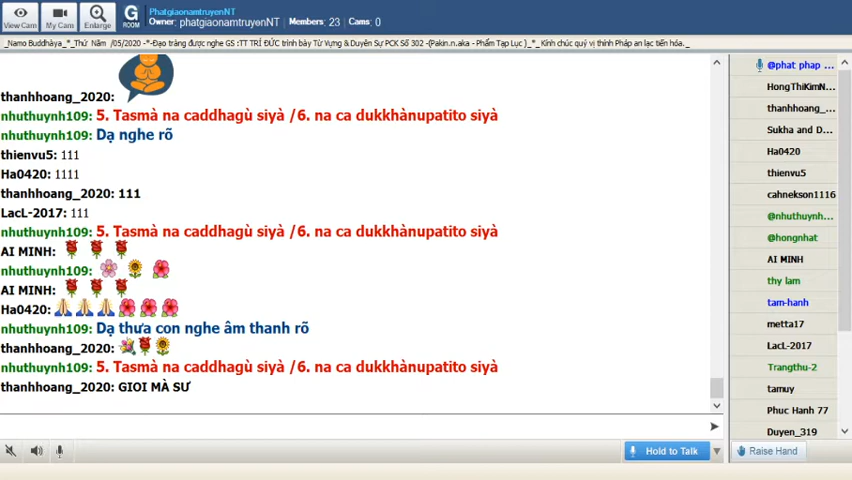 View Cam
My Cam
Enlarge
G
ROOM
PhatgiaonamtruyenNT
Owner: phatgiaonamtruyenNT Members: 23 Cams: 0
_Namo Buddhàya _*_Thứ Năm /05/2020 -*-Đạo tràng được nghe GS :TT TRÍ ĐỨC trình bày Từ Vựng & Duyên Sự PCK Số 302 -(Pakin.n.aka - Phẩm Tạp Lục )_*_ Kính chúc quý vị thính Pháp an lạc tiến hóa._
thanhhoang_2020:
nhuthuynh109: 5. Tasmà na caddhagù siyà /6. na ca dukkhànupatito siyà
nhuthuynh109: Dạ nghe rõ
thienvu5: 111
Ha0420: 1111
thanhhoang_2020: 111
LacL-2017: 111
nhuthuynh109: 5. Tasmà na caddhagù siyà /6. na ca dukkhànupatito siyà
AI MINH:
nhuthuynh109:
AI MINH:
Ha0420:
nhuthuynh109: Dạ thưa con nghe âm thanh rõ
thanhhoang_2020:
nhuthuynh109: 5. Tasmà na caddhagù siyà /6. na ca dukkhànupatito siyà
thanhhoang_2020: GIOI MÀ SƯ
@phat phap ...
HongThiKimN...
thanhhoang_...
Sukha and D...
Ha0420
thienvu5
cahnekson1116
@nhuthuynh...
@hongnhat
AI MINH
thy lam
tam-hanh
metta17
LacL-2017
Trangthu-2
tamuy
Phuc Hanh 77
Duyen_319
Hold to Talk
Raise Hand